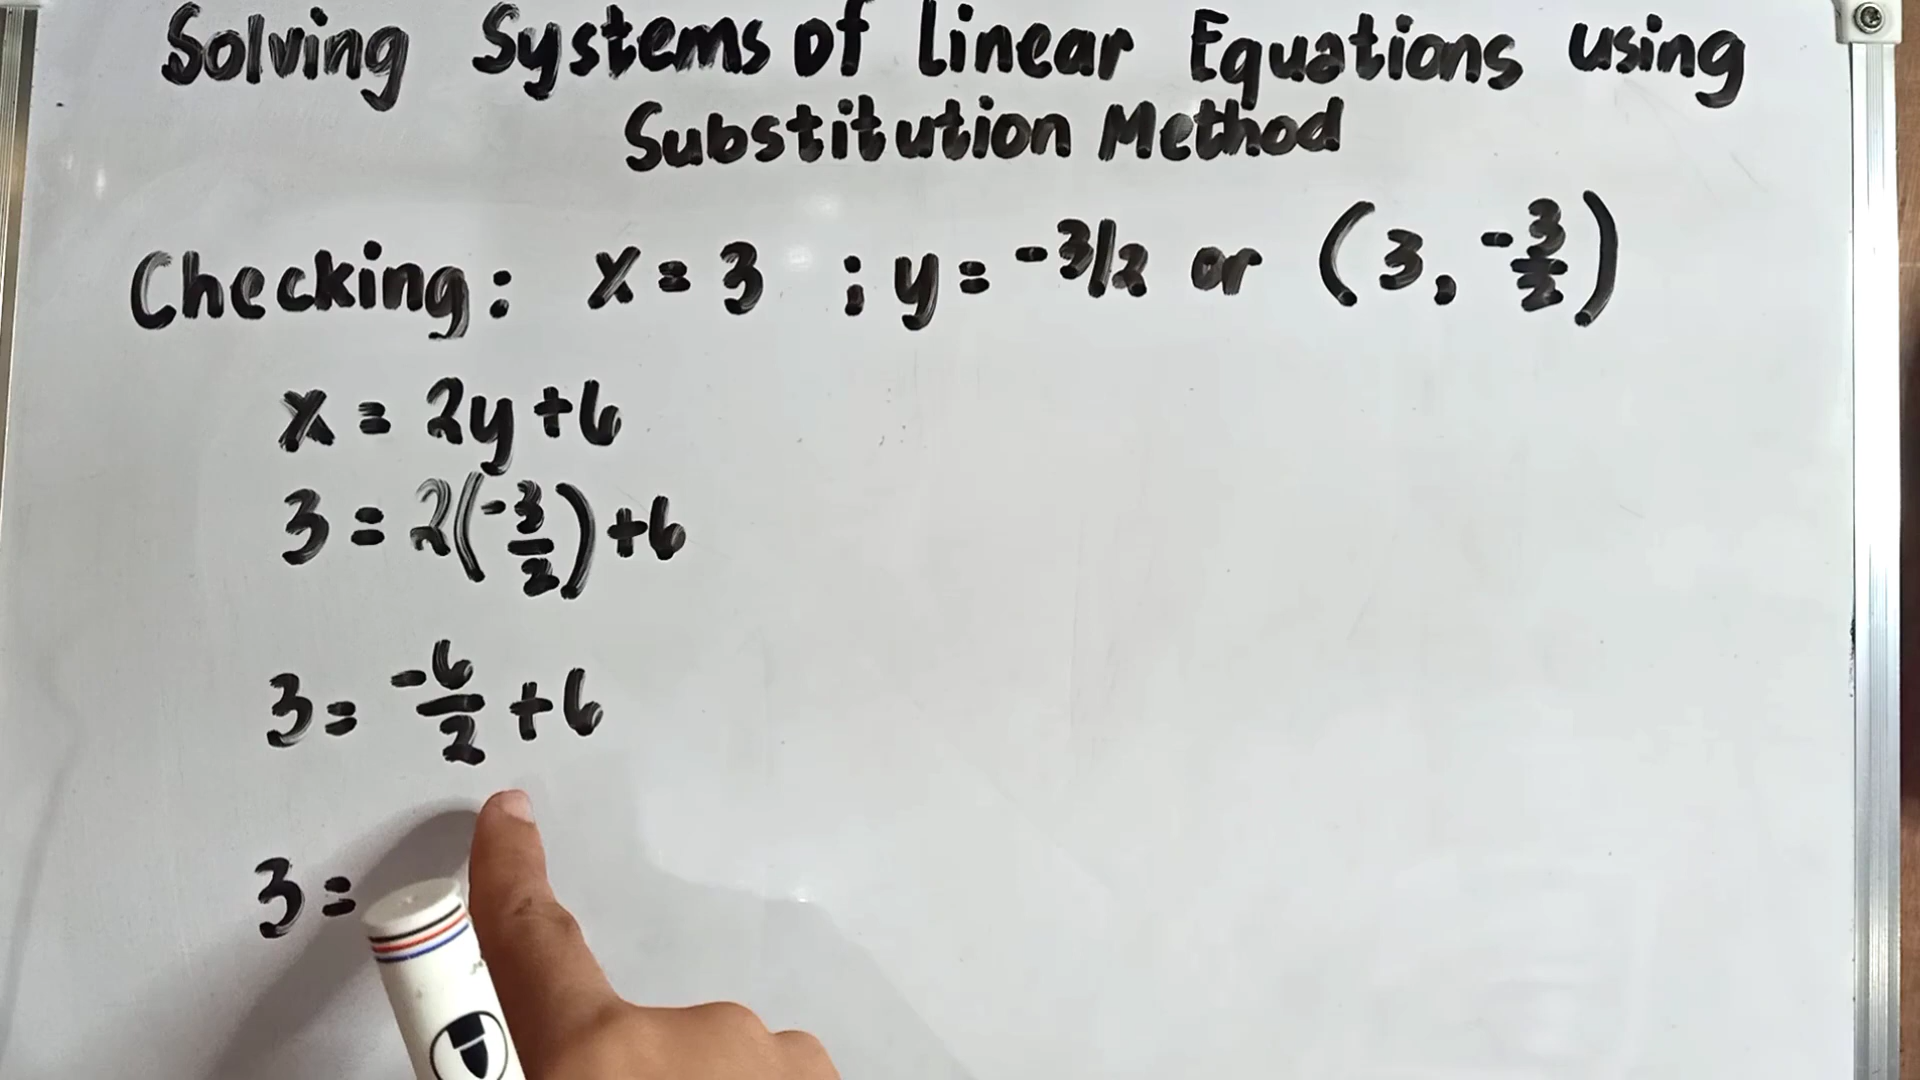 Solving Systems of Linear Equations using
Substitution Method
Checking: x = 3 ; y = -3/2 or (3, -3/2)
x = 2y + 6
3 = 2(-3/2) + 6
3 = -6/2 + 6
3 =